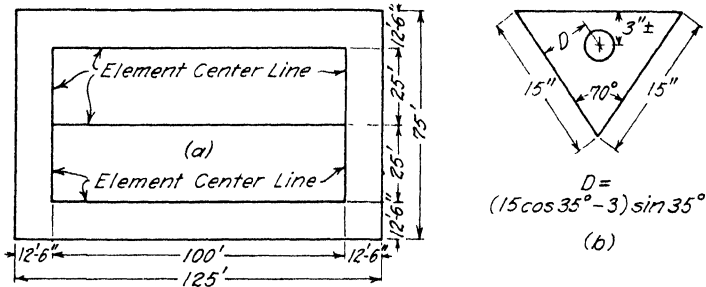 Element Center Line
(a)
Element Center Line
12'-6"
25'
25'
12'-6"
75'
12'-6"
100'
12'-6"
125'
D
3"±
15"
70°
15"
D=
(15 cos 35° - 3) sin 35°
(b)